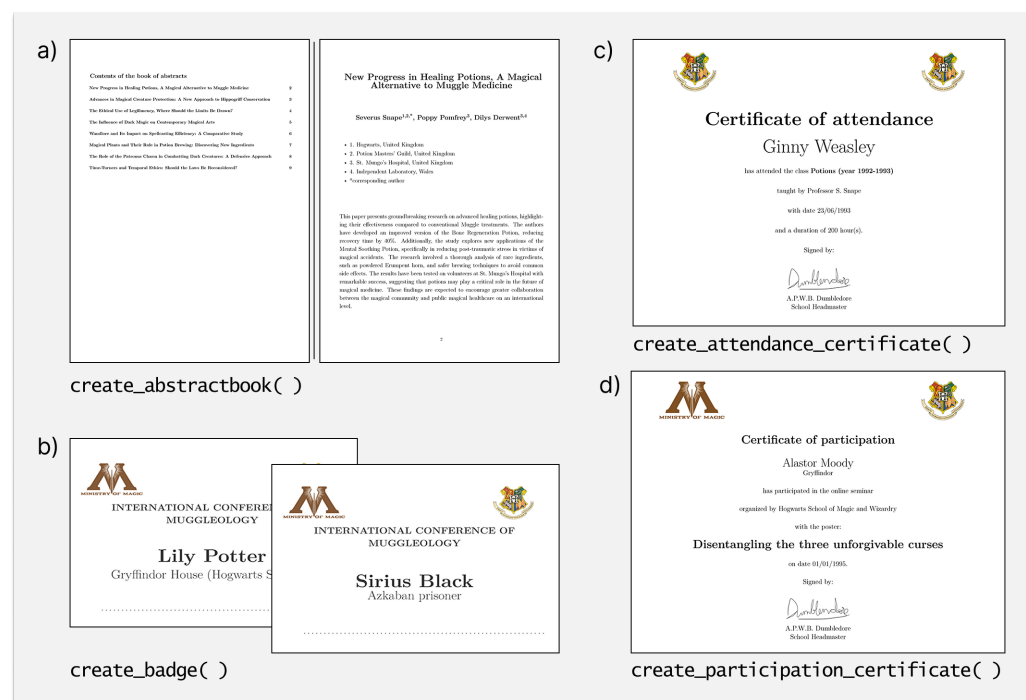 a)
Contents of the book of abstracts
New Progress in Healing Potions, A Magical Alternative to Muggle Medicine 2
Advances in Magical Creature Protection: A New Approach to Hippogriff Conservation 3
The Ethical Use of Legilimency, Where Should the Limits Be Drawn? 4
The Influence of Dark Magic on Contemporary Magical Acts 5
Wandlore and Its Impact on Spellcasting Efficiency: A Comparative Study 6
Magical Plants and Their Role in Potion Brewing: Discovering New Ingredients 7
The Role of the Patronus Charm in Combatting Dark Creatures: A Defensive Approach 8
Time-Turners and Temporal Ethics: Should the Laws Be Reconsidered? 9
New Progress in Healing Potions, A Magical
Alternative to Muggle Medicine
Severus Snape1,2,*, Poppy Pomfrey2, Dilys Derwent3,4
• 1. Hogwarts, United Kingdom
• 2. Potion Masters' Guild, United Kingdom
• 3. St. Mungo's Hospital, United Kingdom
• 4. Independent Laboratory, Wales
• *corresponding author
This paper presents groundbreaking research on advanced healing potions, highlight-
ing their effectiveness compared to conventional Muggle treatments. The authors
have developed an improved version of the Bone Regeneration Potion, reducing
recovery time by 40%. Additionally, the study explores new applications of the
Mental Soothing Potion, specifically in reducing post-traumatic stress in victims of
magical accidents. The research involved a thorough analysis of rare ingredients,
such as powdered Erumpent horn, and safer brewing techniques to avoid common
side effects. The results have been tested on volunteers at St. Mungo's Hospital with
remarkable success, suggesting that potions may play a critical role in the future of
magical medicine. These findings are expected to encourage greater collaboration
between the magical community and public magical healthcare on an international
level.
2
create_abstractbook( )
b)
MINISTRY OF MAGIC
INTERNATIONAL CONFERE
MUGGLEOLOGY
Lily Potter
Gryffindor House (Hogwarts S
MINISTRY OF MAGIC
INTERNATIONAL CONFERENCE OF
MUGGLEOLOGY
Sirius Black
Azkaban prisoner
create_badge( )
c)
Certificate of attendance
Ginny Weasley
has attended the class Potions (year 1992-1993)
taught by Professor S. Snape
with date 23/06/1993
and a duration of 200 hour(s).
Signed by:
Dumbledore
A.P.W.B. Dumbledore
School Headmaster
create_attendance_certificate( )
d)
MINISTRY OF MAGIC
Certificate of participation
Alastor Moody
Gryffindor
has participated in the online seminar
organized by Hogwarts School of Magic and Wizardry
with the poster:
Disentangling the three unforgivable curses
on date 01/01/1995.
Signed by:
Dumbledore
A.P.W.B. Dumbledore
School Headmaster
create_participation_certificate( )